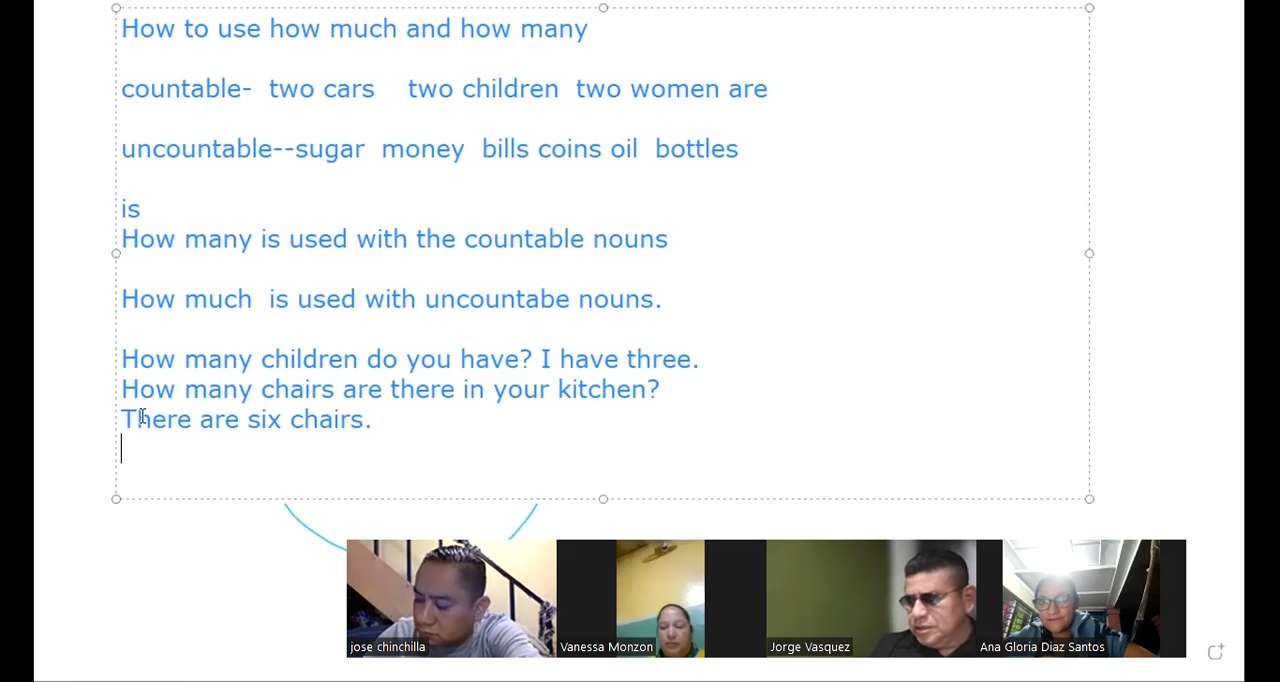 How to use how much and how many
countable- two cars two children two women are
uncountable--sugar money bills coins oil bottles
is
How many is used with the countable nouns
How much is used with uncountabe nouns.
How many children do you have? I have three.
How many chairs are there in your kitchen?
There are six chairs.
jose chinchilla
Vanessa Monzon
Jorge Vasquez
Ana Gloria Diaz Santos